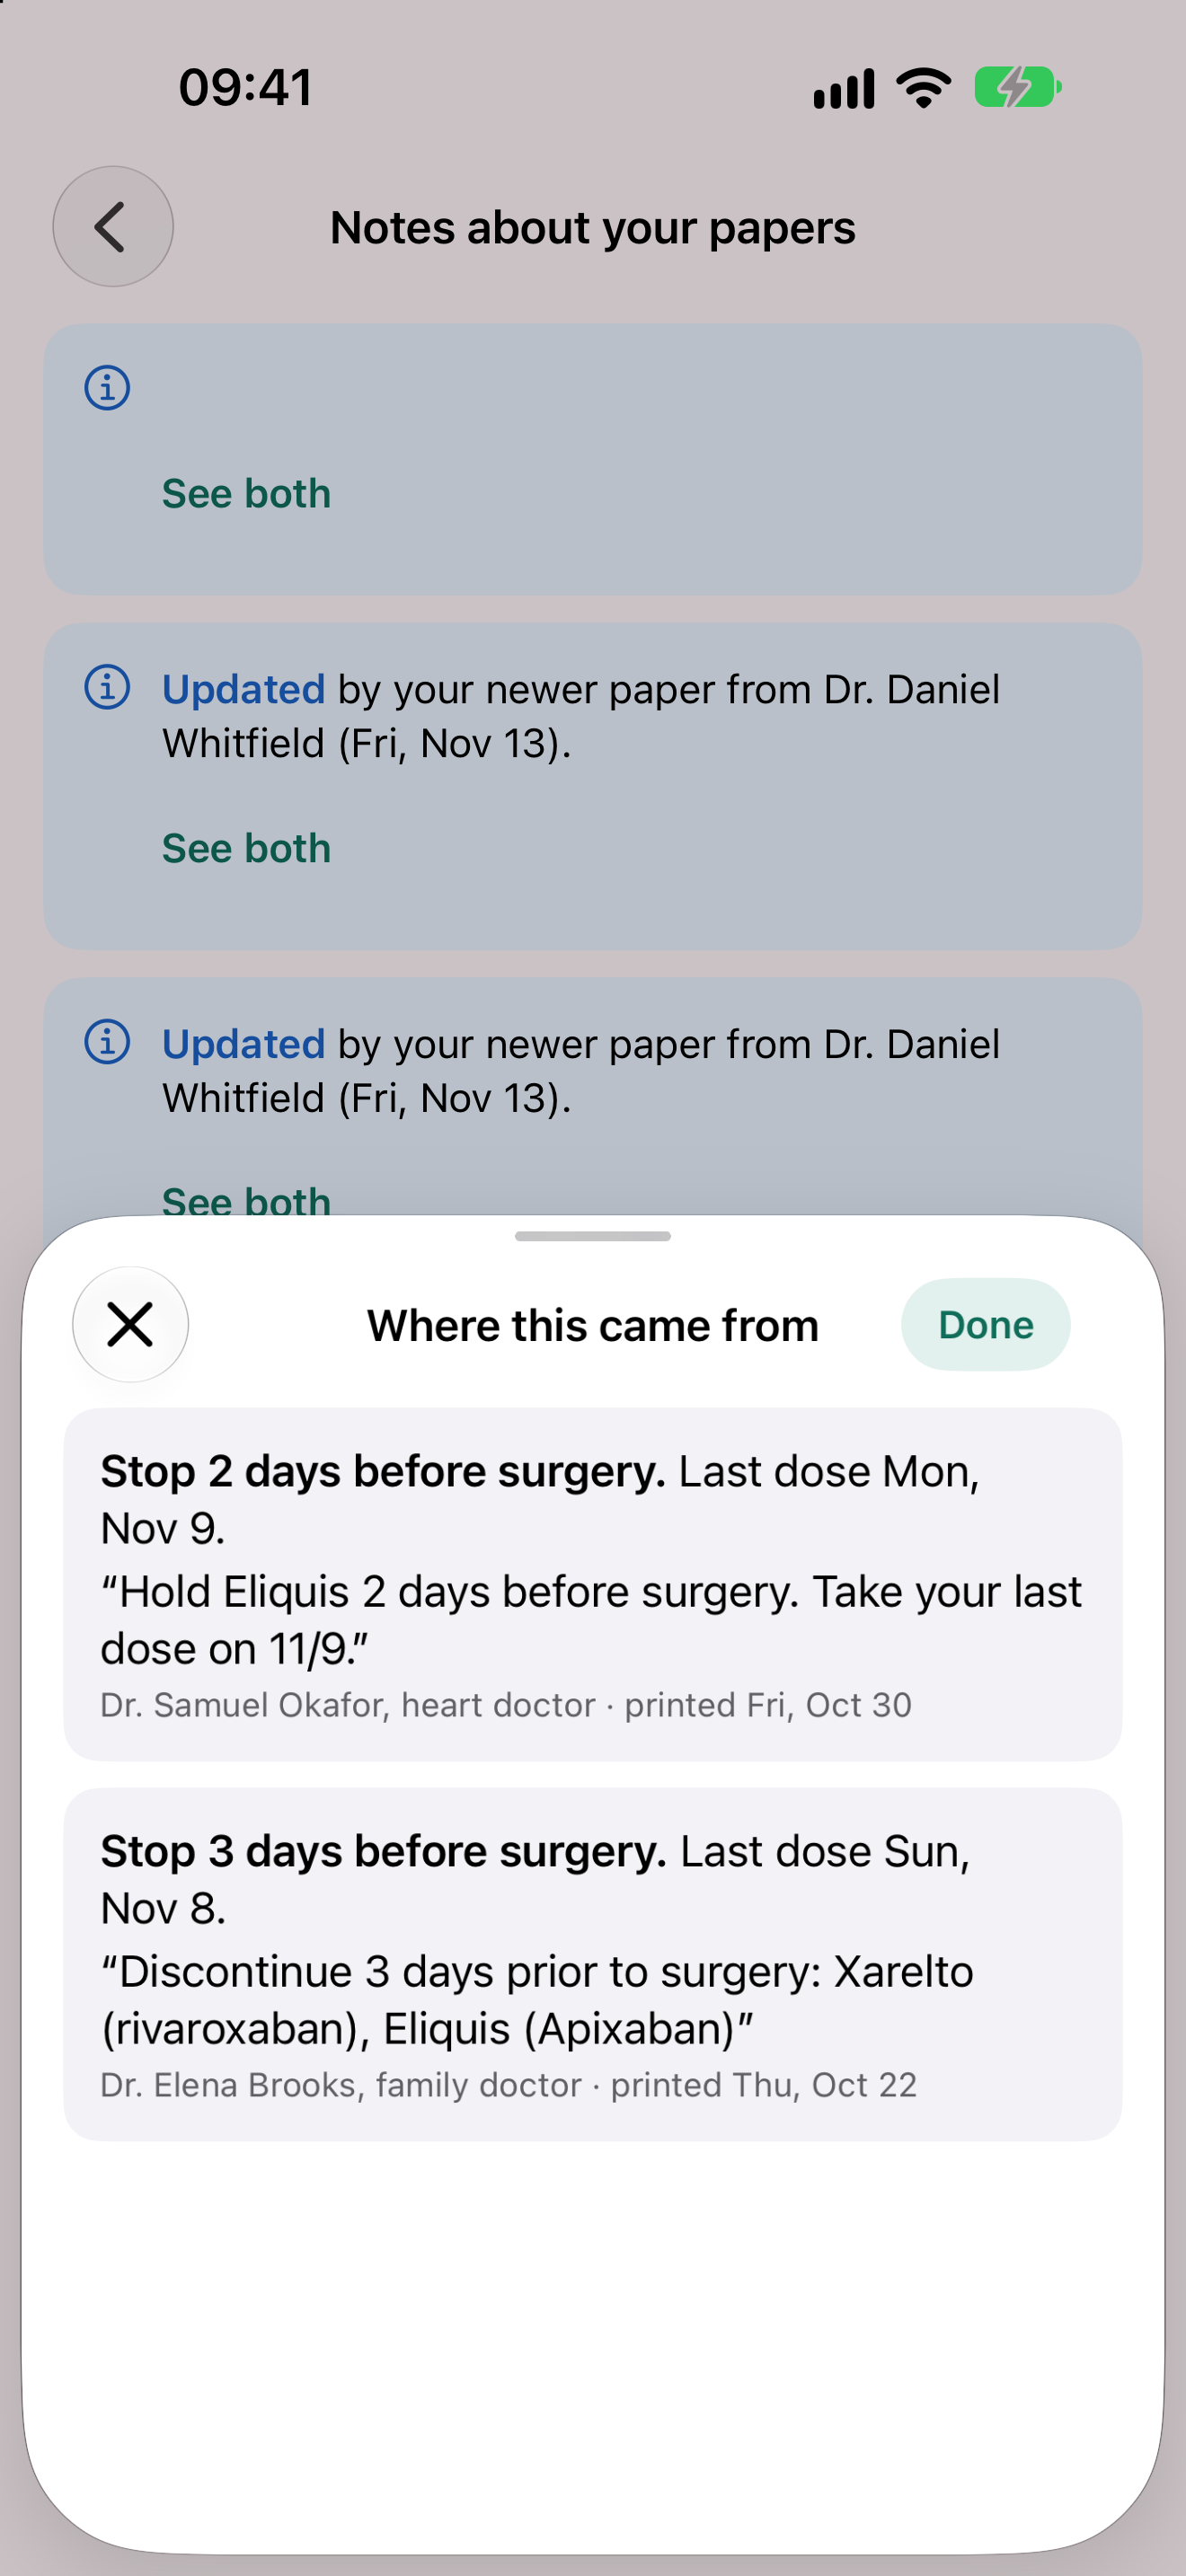 09:41
Notes about your papers
See both
Updated by your newer paper from Dr. Daniel
Whitfield (Fri, Nov 13).
See both
Updated by your newer paper from Dr. Daniel
Whitfield (Fri, Nov 13).
See both
Where this came from
Done
Stop 2 days before surgery. Last dose Mon,
Nov 9.
“Hold Eliquis 2 days before surgery. Take your last
dose on 11/9.”
Dr. Samuel Okafor, heart doctor · printed Fri, Oct 30
Stop 3 days before surgery. Last dose Sun,
Nov 8.
“Discontinue 3 days prior to surgery: Xarelto
(rivaroxaban), Eliquis (Apixaban)”
Dr. Elena Brooks, family doctor · printed Thu, Oct 22